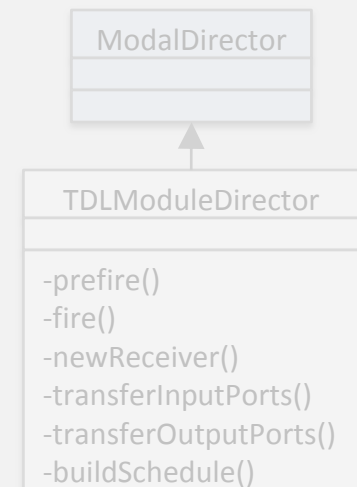 ModalDirector
TDLModuleDirector
-prefire()
-fire()
-newReceiver()
-transferInputPorts()
-transferOutputPorts()
-buildSchedule()